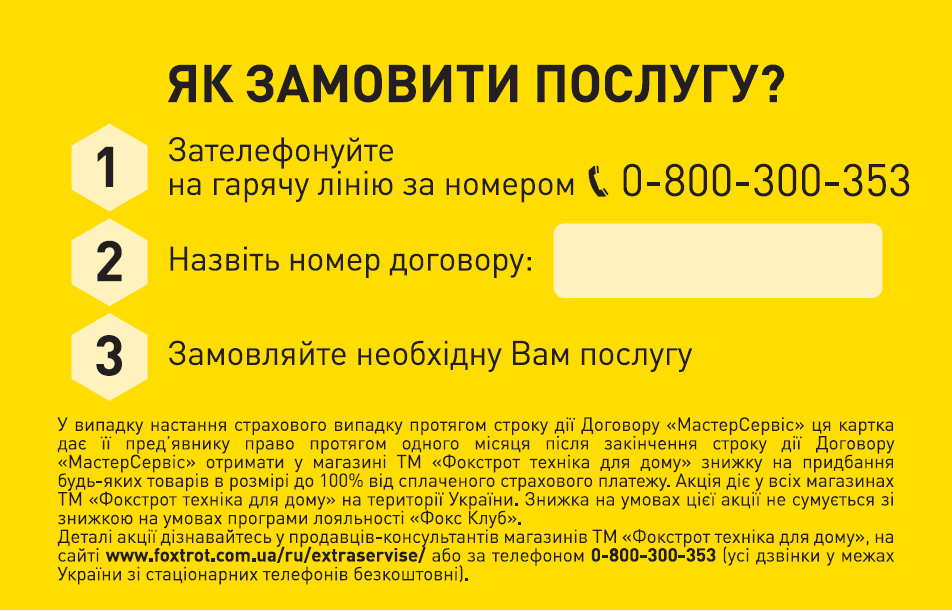 ЯК ЗАМОВИТИ ПОСЛУГУ?
1 Зателефонуйте
на гарячу лінію за номером 0-800-300-353
2 Назвіть номер договору:
3 Замовляйте необхідну Вам послугу
У випадку настання страхового випадку протягом строку дії Договору «МастерСервіс» ця картка
дає її пред’явнику право протягом одного місяця після закінчення строку дії Договору
«МастерСервіс» отримати у магазині ТМ «Фокстрот техніка для дому» знижку на придбання
будь-яких товарів в розмірі до 100% від сплаченого страхового платежу. Акція діє у всіх магазинах
ТМ «Фокстрот техніка для дому» на території України. Знижка на умовах цієї акції не сумується зі
знижкою на умовах програми лояльності «Фокс Клуб».
Деталі акції дізнавайтесь у продавців-консультантів магазинів ТМ «Фокстрот техніка для дому», на
сайті www.foxtrot.com.ua/ru/extraservise/ або за телефоном 0-800-300-353 (усі дзвінки у межах
України зі стаціонарних телефонів безкоштовні).